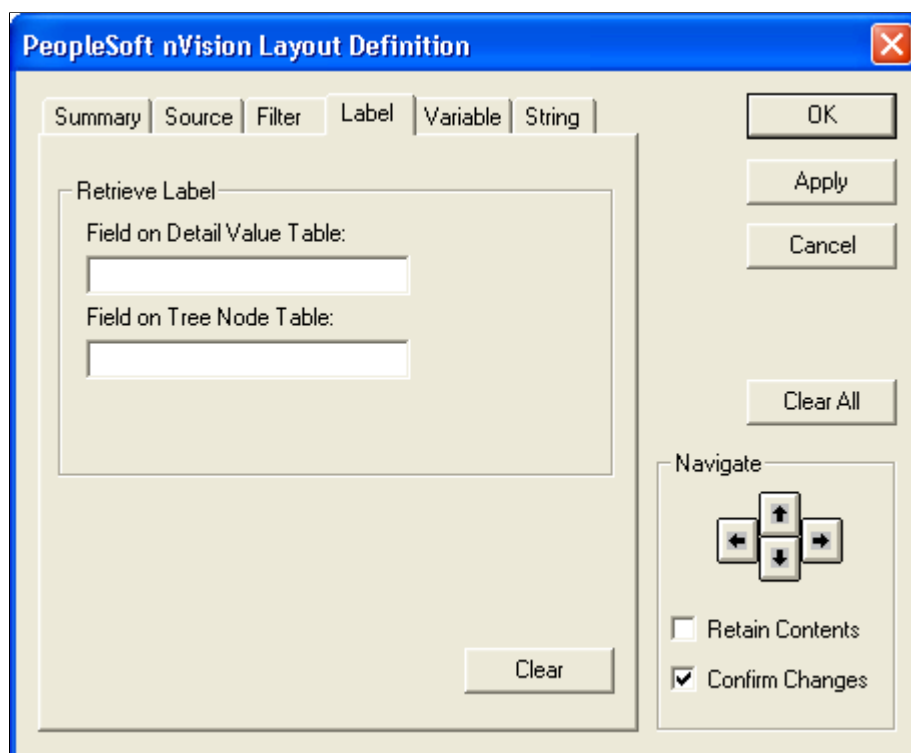 PeopleSoft nVision Layout Definition
Summary Source Filter Label Variable String
OK
Apply
Cancel
Retrieve Label
Field on Detail Value Table:
Field on Tree Node Table:
Clear All
Navigate
Retain Contents
Confirm Changes
Clear